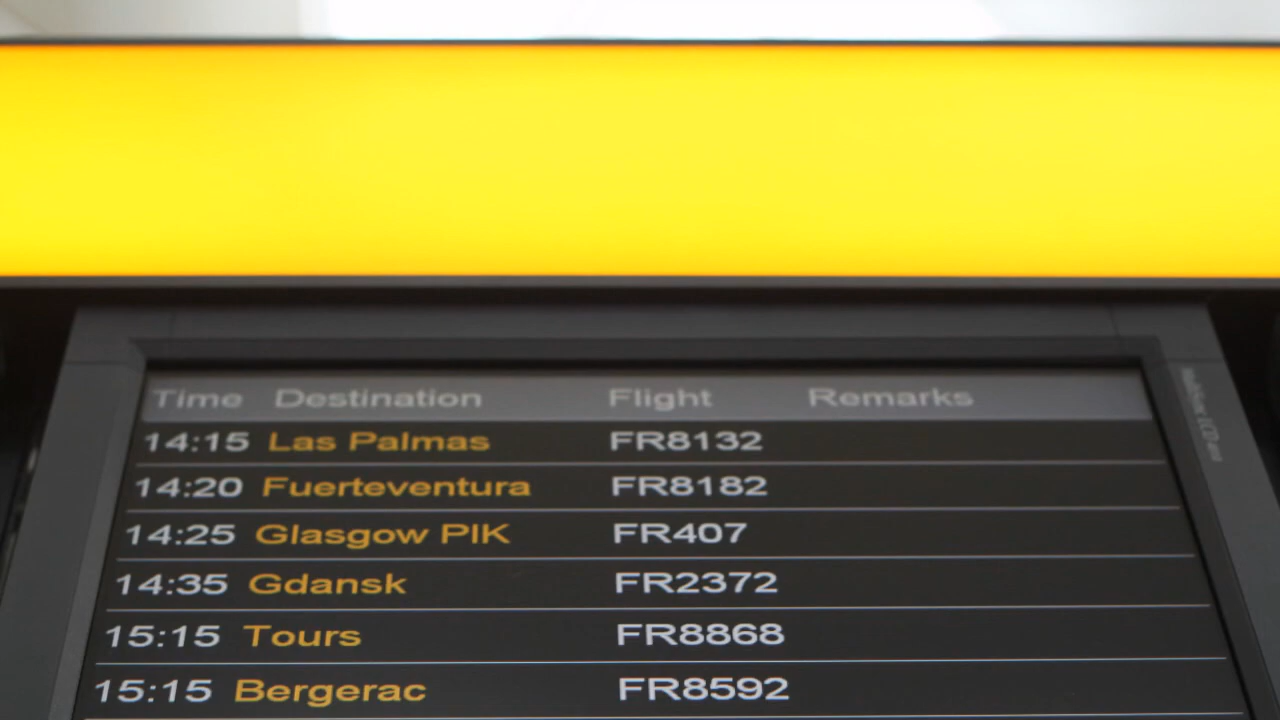 Time Destination Flight Remarks
14:15 Las Palmas FR8132
14:20 Fuerteventura FR8182
14:25 Glasgow PIK FR407
14:35 Gdansk FR2372
15:15 Tours FR8868
15:15 Bergerac FR8592